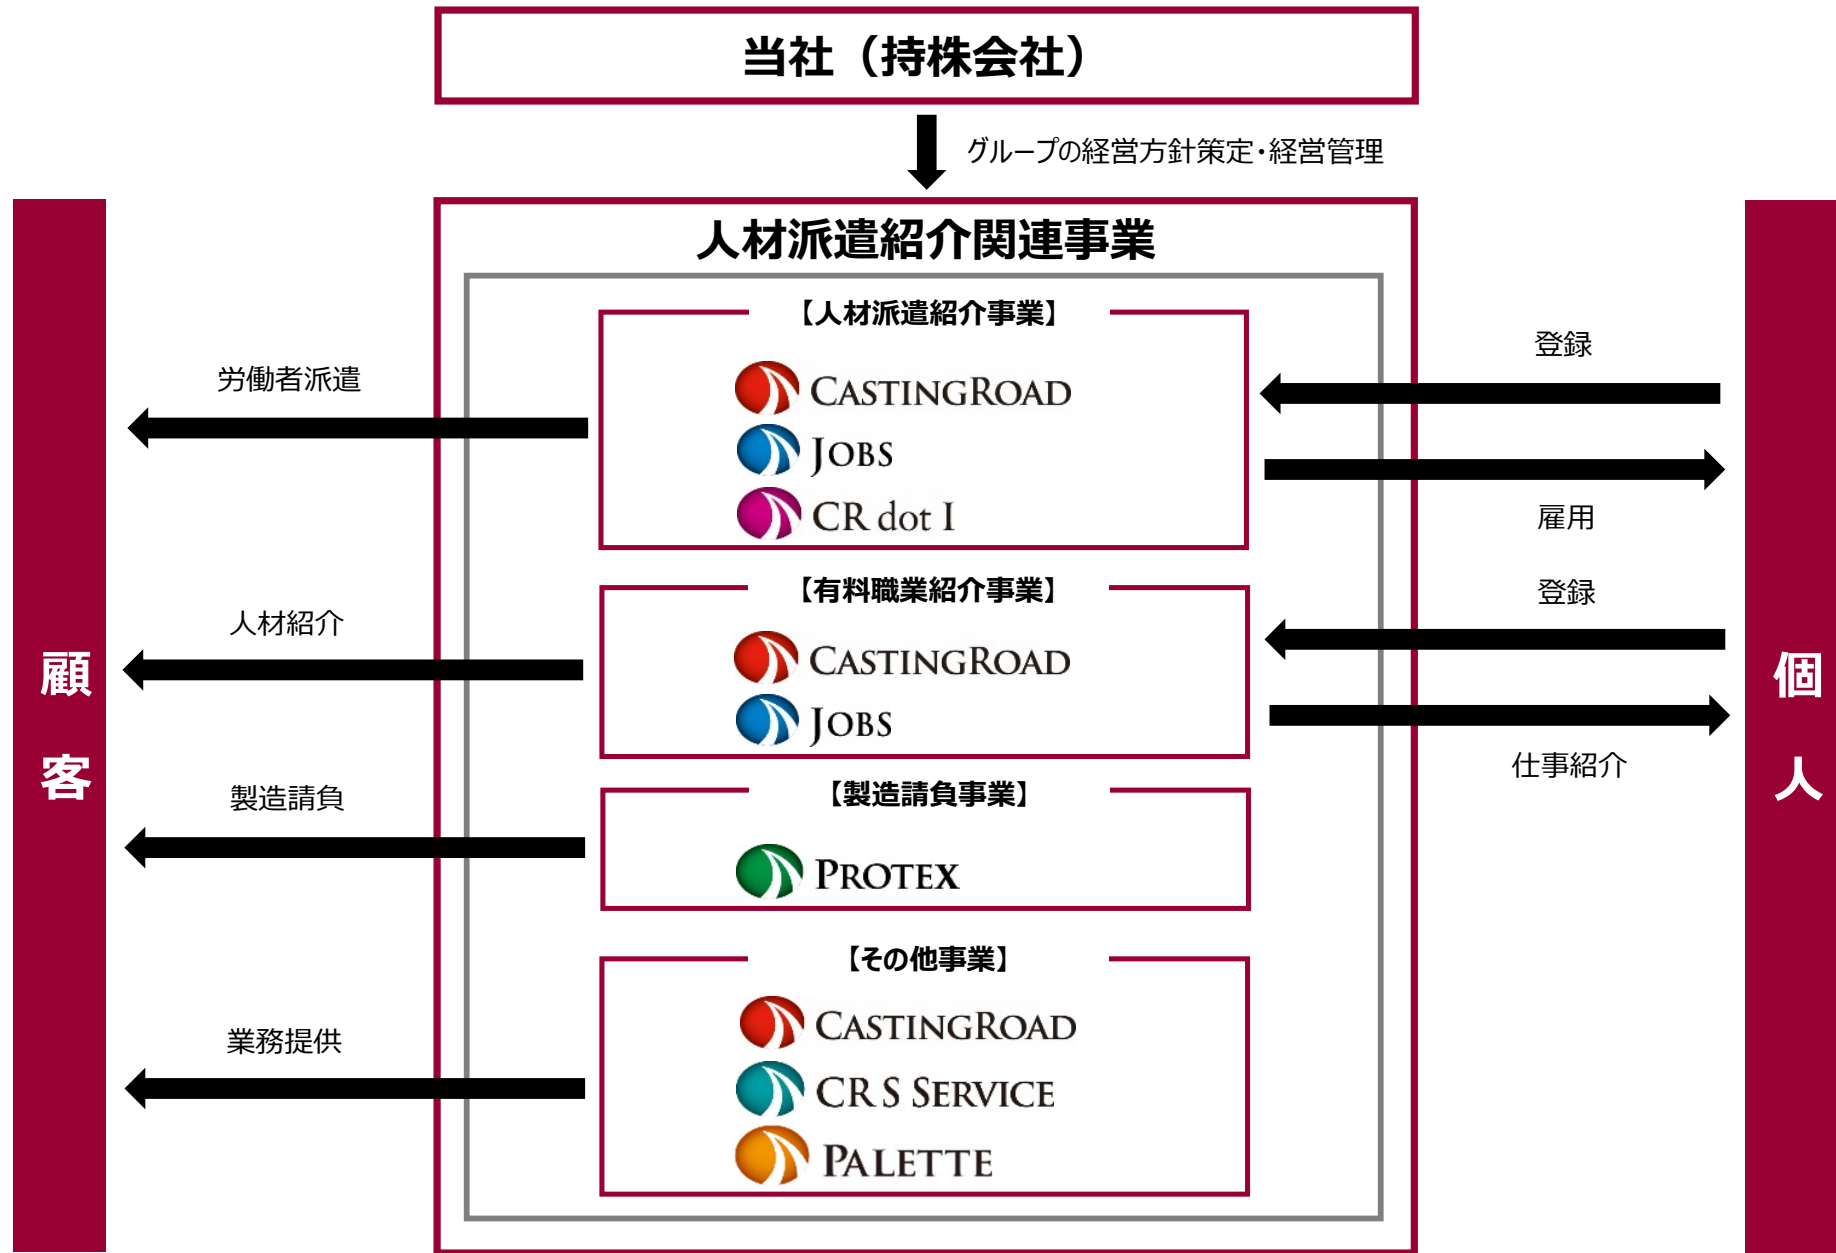 当社（持株会社）
グループの経営方針策定・経営管理
人材派遣紹介関連事業
【人材派遣紹介事業】
CASTINGROAD
JOBS
CR dot I
労働者派遣
登録
雇用
【有料職業紹介事業】
CASTINGROAD
JOBS
人材紹介
登録
仕事紹介
【製造請負事業】
PROTEX
製造請負
【その他事業】
CASTINGROAD
CR S SERVICE
PALETTE
業務提供
顧客
個人